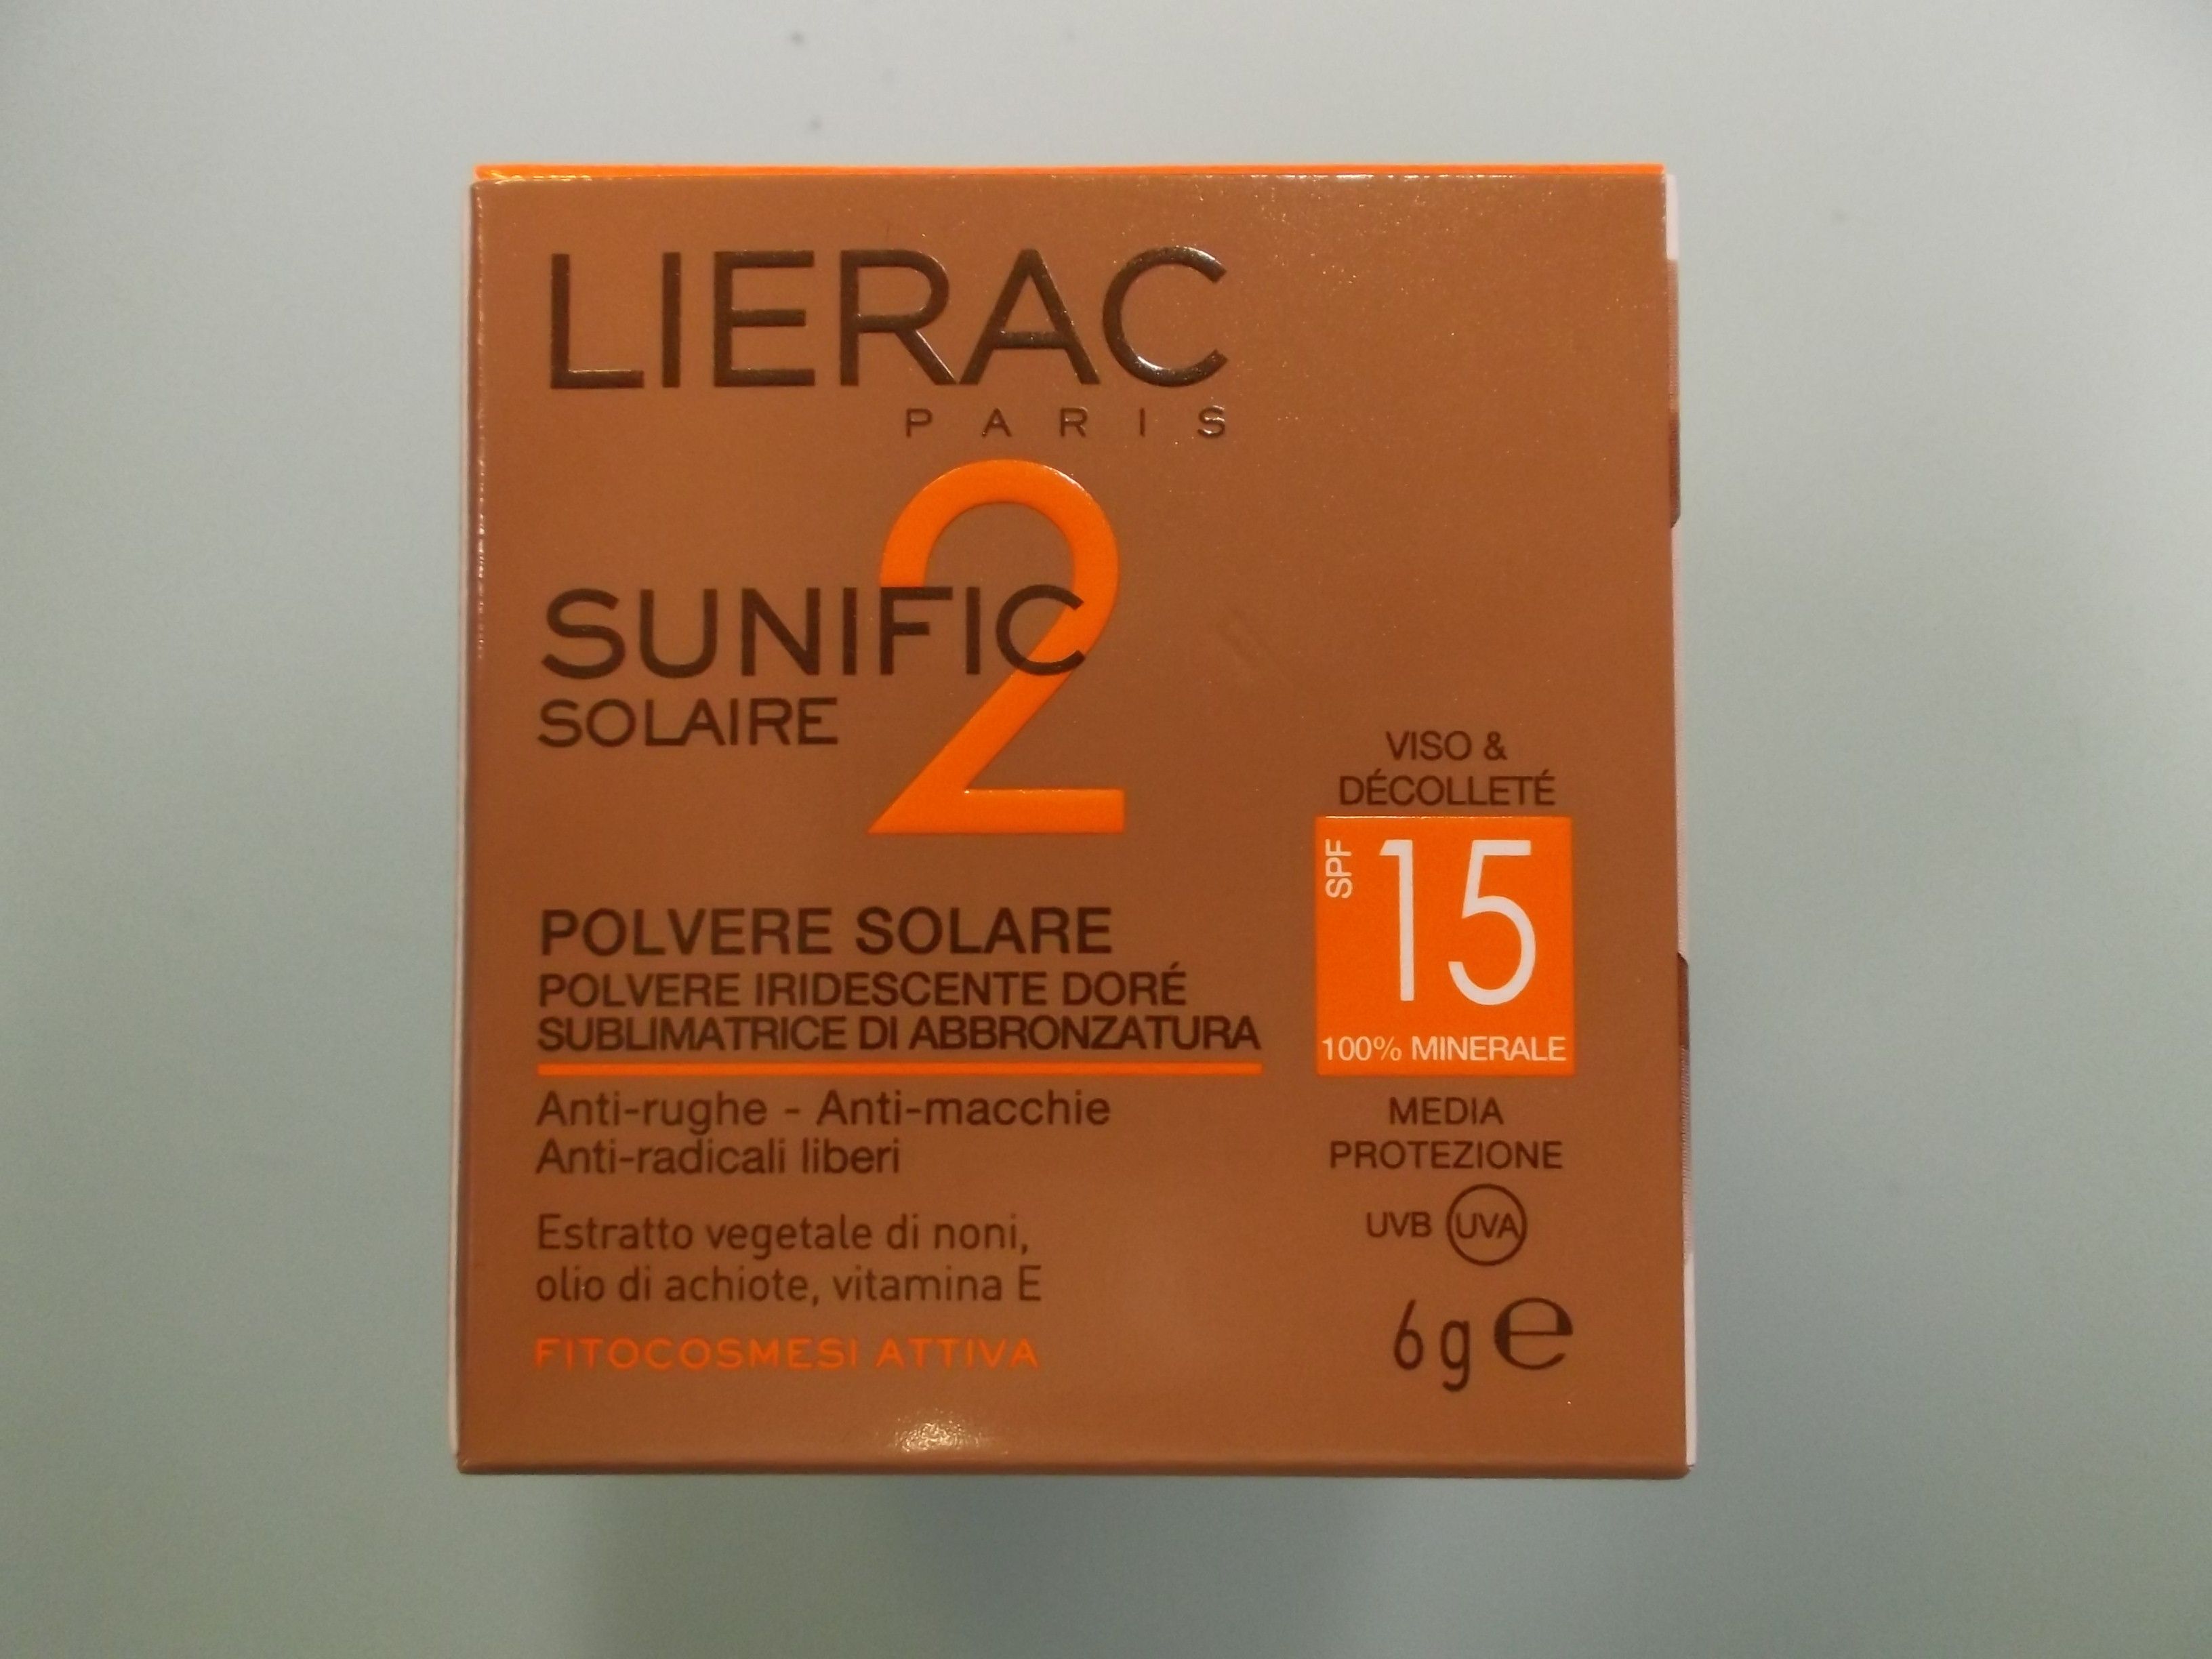 LIERAC
PARIS
2
SUNIFIC
SOLAIRE
POLVERE SOLARE
POLVERE IRIDESCENTE DORÉ
SUBLIMATRICE DI ABBRONZATURA
Anti-rughe - Anti-macchie
Anti-radicali liberi
Estratto vegetale di noni,
olio di achiote, vitamina E
FITOCOSMESI ATTIVA
VISO &
DÉCOLLETÉ
SPF 15
100% MINERALE
MEDIA
PROTEZIONE
UVB UVA
6g e